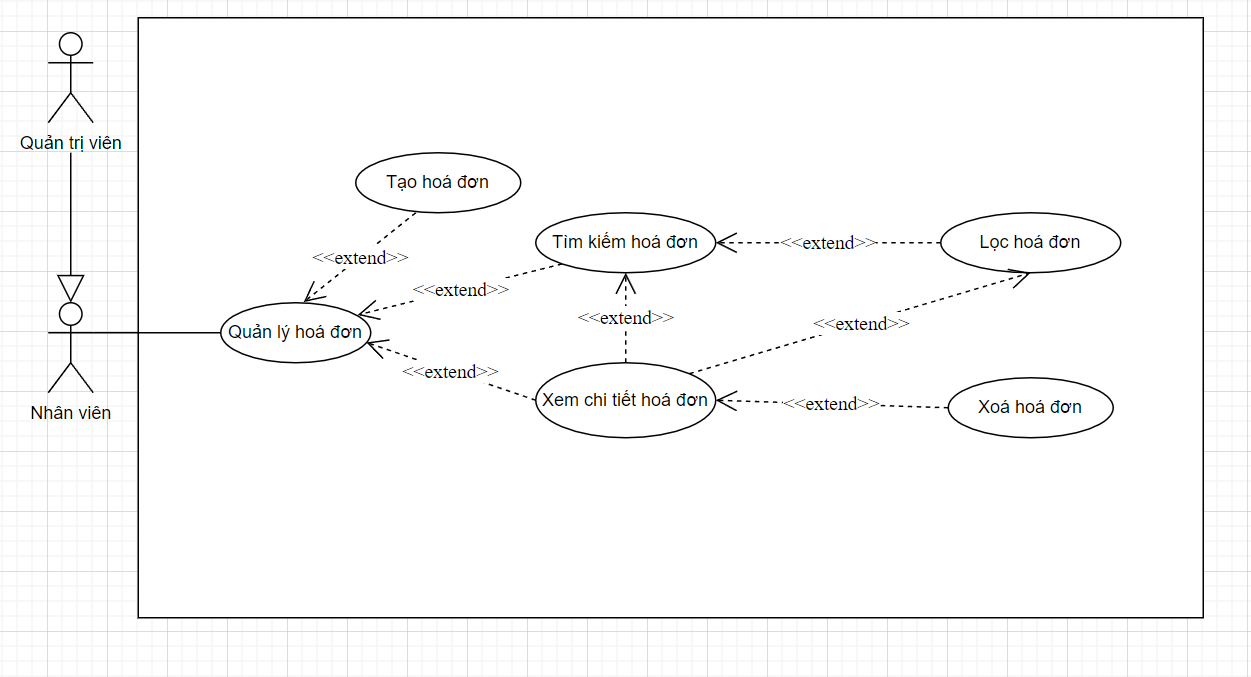 Quản trị viên
Tạo hoá đơn
<<extend>>
Tìm kiếm hoá đơn
<<extend>>
Lọc hoá đơn
<<extend>>
<<extend>>
<<extend>>
Quản lý hoá đơn
<<extend>>
Xem chi tiết hoá đơn
<<extend>>
Xoá hoá đơn
Nhân viên